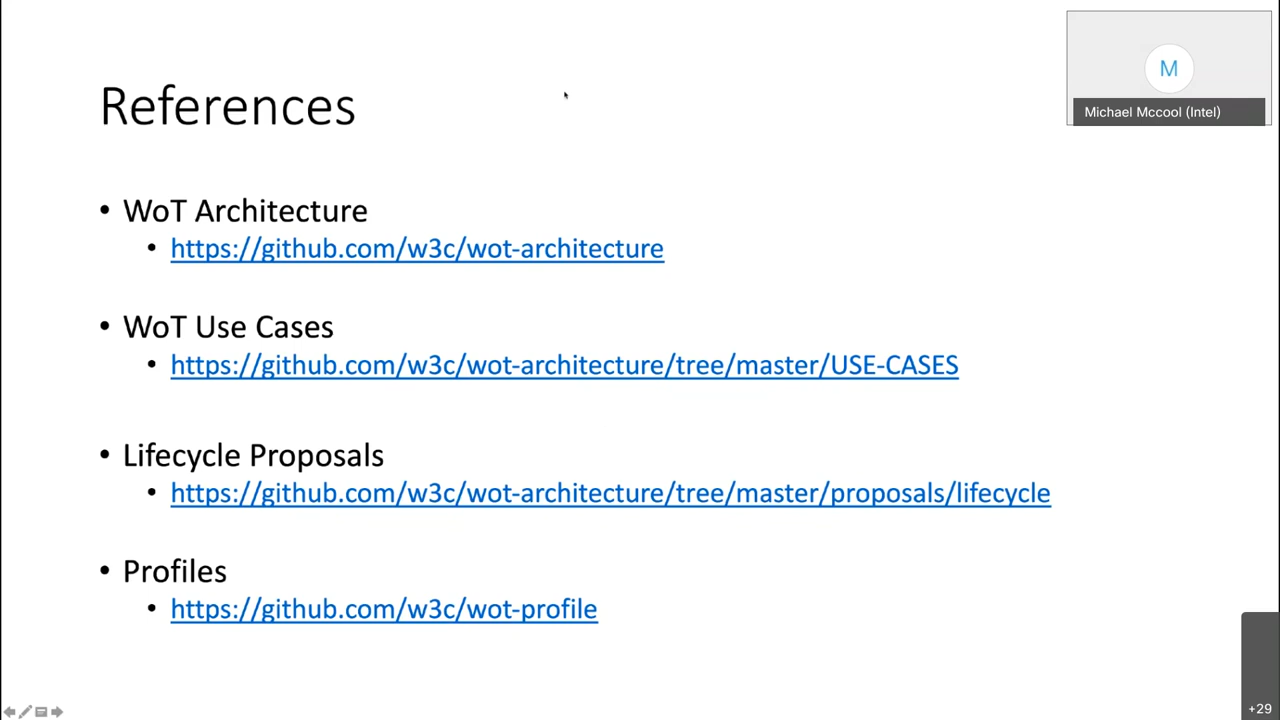 M
Michael Mccool (Intel)
References
• WoT Architecture
• https://github.com/w3c/wot-architecture
• WoT Use Cases
• https://github.com/w3c/wot-architecture/tree/master/USE-CASES
• Lifecycle Proposals
• https://github.com/w3c/wot-architecture/tree/master/proposals/lifecycle
• Profiles
• https://github.com/w3c/wot-profile
+29